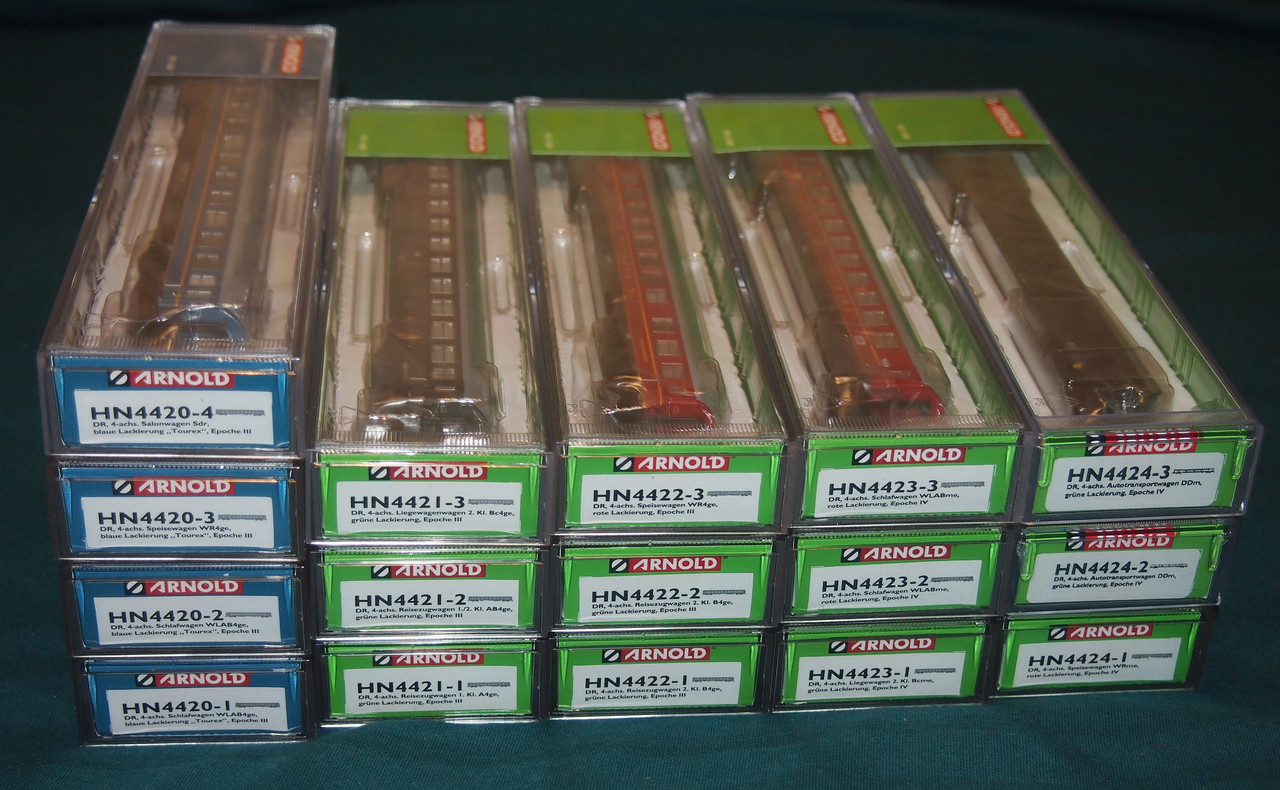 ARNOLD
HN4420-4
DR, 4-achs. Salonwagen Sdr,
blaue Lackierung „Tourex", Epoche III
ARNOLD
HN4420-3
DR, 4-achs. Speisewagen WR4ge,
blaue Lackierung „Tourex", Epoche III
ARNOLD
HN4420-2
DR, 4-achs. Schlafwagen WLAB4ge,
blaue Lackierung „Tourex", Epoche III
ARNOLD
HN4420-1
DR, 4-achs. Schlafwagen WLAB4ge,
blaue Lackierung „Tourex", Epoche III
ARNOLD
HN4421-3
DR, 4-achs. Liegewagenwagen 2. Kl. Bc4ge,
grüne Lackierung, Epoche III
ARNOLD
HN4421-2
DR, 4-achs. Reisezugwagen 1./2. Kl. AB4ge,
grüne Lackierung, Epoche III
ARNOLD
HN4421-1
DR, 4-achs. Reisezugwagen 1. Kl. A4ge,
grüne Lackierung, Epoche III
ARNOLD
HN4422-3
DR, 4-achs. Speisewagen WR4ge,
rote Lackierung, Epoche III
ARNOLD
HN4422-2
DR, 4-achs. Reisezugwagen 2. Kl. B4ge,
grüne Lackierung, Epoche III
ARNOLD
HN4422-1
DR, 4-achs. Reisezugwagen 2. Kl. B4ge,
grüne Lackierung, Epoche III
ARNOLD
HN4423-3
DR, 4-achs. Schlafwagen WLABme,
rote Lackierung, Epoche IV
ARNOLD
HN4423-2
DR, 4-achs. Schlafwagen WLABme,
rote Lackierung, Epoche IV
ARNOLD
HN4423-1
DR, 4-achs. Liegewagen 2. Kl. Bcme,
grüne Lackierung, Epoche IV
ARNOLD
HN4424-3
DR, 4-achs. Autotransportwagen DDm,
grüne Lackierung, Epoche IV
ARNOLD
HN4424-2
DR, 4-achs. Autotransportwagen DDm,
grüne Lackierung, Epoche IV
ARNOLD
HN4424-1
DR, 4-achs. Speisewagen WRme,
rote Lackierung, Epoche IV